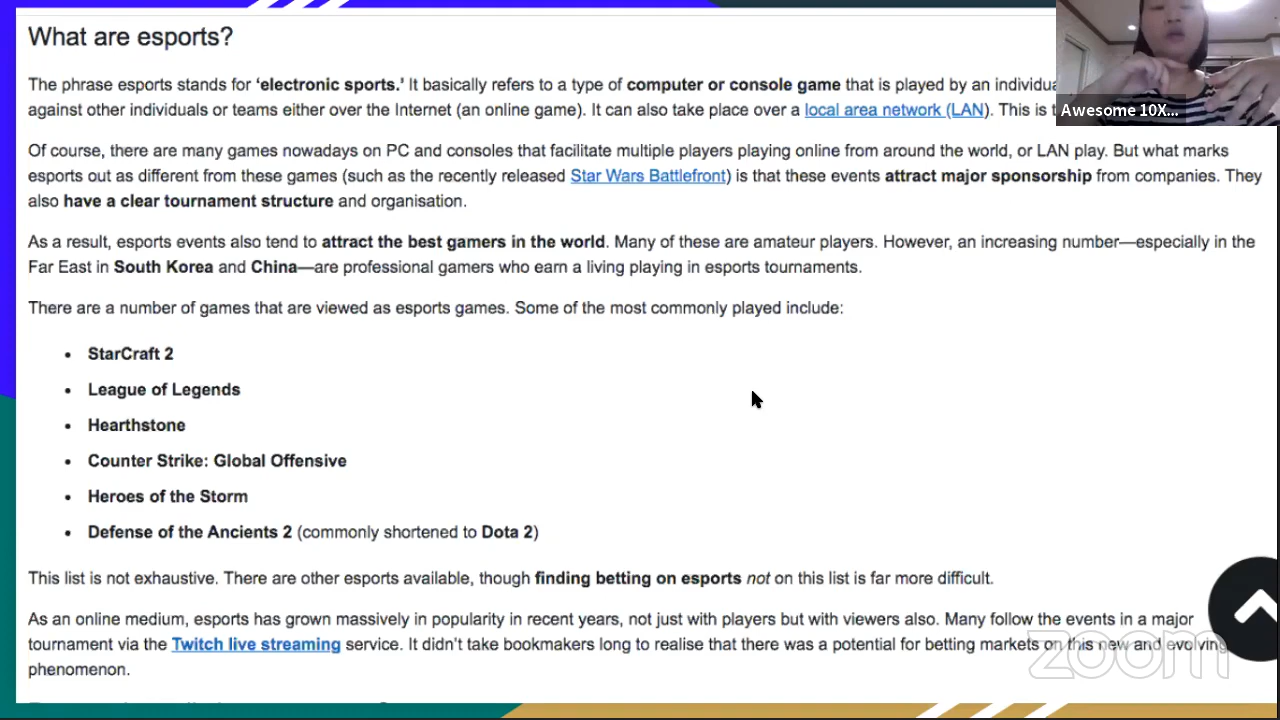 What are esports?
The phrase esports stands for ‘electronic sports.’ It basically refers to a type of computer or console game that is played by an
against other individuals or teams either over the Internet (an online game). It can also take place over a local area network (LAN). This is
Awesome 10X...
Of course, there are many games nowadays on PC and consoles that facilitate multiple players playing online from around the world, or LAN play. But what marks
esports out as different from these games (such as the recently released Star Wars Battlefront) is that these events attract major sponsorship from companies. They
also have a clear tournament structure and organisation.
As a result, esports events also tend to attract the best gamers in the world. Many of these are amateur players. However, an increasing number—especially in the
Far East in South Korea and China—are professional gamers who earn a living playing in esports tournaments.
There are a number of games that are viewed as esports games. Some of the most commonly played include:
• StarCraft 2
• League of Legends
• Hearthstone
• Counter Strike: Global Offensive
• Heroes of the Storm
• Defense of the Ancients 2 (commonly shortened to Dota 2)
This list is not exhaustive. There are other esports available, though finding betting on esports not on this list is far more difficult.
As an online medium, esports has grown massively in popularity in recent years, not just with players but with viewers also. Many follow the events in a major
tournament via the Twitch live streaming service. It didn't take bookmakers long to realise that there was a potential for betting markets on this new and evolving
phenomenon.
zoom